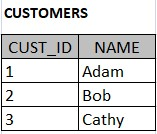 CUSTOMERS
CUST_ID NAME
1 Adam
2 Bob
3 Cathy